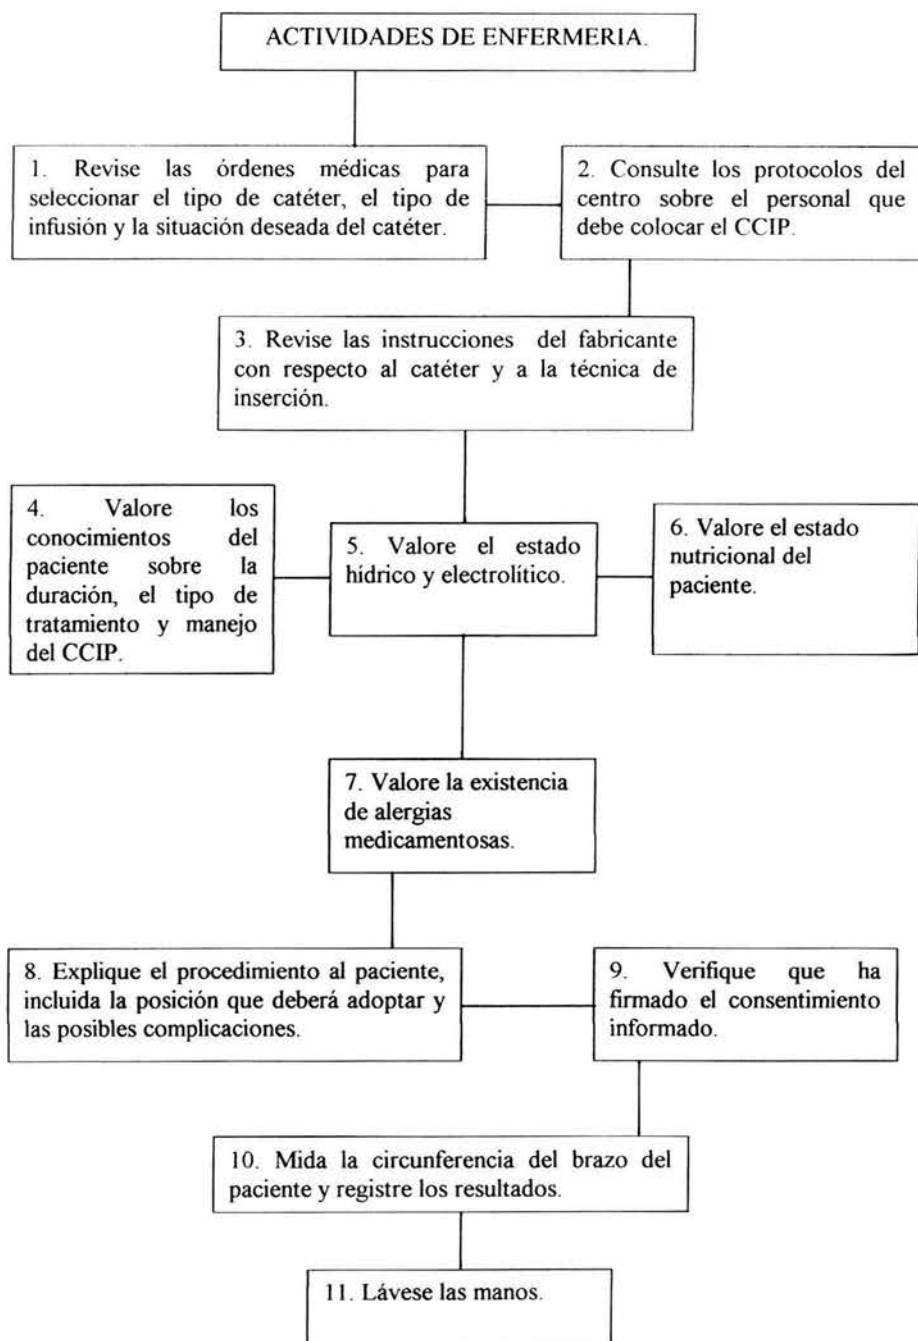 ACTIVIDADES DE ENFERMERIA.
1. Revise las órdenes médicas para
seleccionar el tipo de catéter, el tipo de
infusión y la situación deseada del catéter.
2. Consulte los protocolos del
centro sobre el personal que
debe colocar el CCIP.
3. Revise las instrucciones del fabricante
con respecto al catéter y a la técnica de
inserción.
4. Valore los
conocimientos del
paciente sobre la
duración, el tipo de
tratamiento y manejo
del CCIP.
5. Valore el estado
hídrico y electrolítico.
6. Valore el estado
nutricional del
paciente.
7. Valore la existencia
de alergias
medicamentosas.
8. Explique el procedimiento al paciente,
incluida la posición que deberá adoptar y
las posibles complicaciones.
9. Verifique que ha
firmado el consentimiento
informado.
10. Mida la circunferencia del brazo del
paciente y registre los resultados.
11. Lávese las manos.